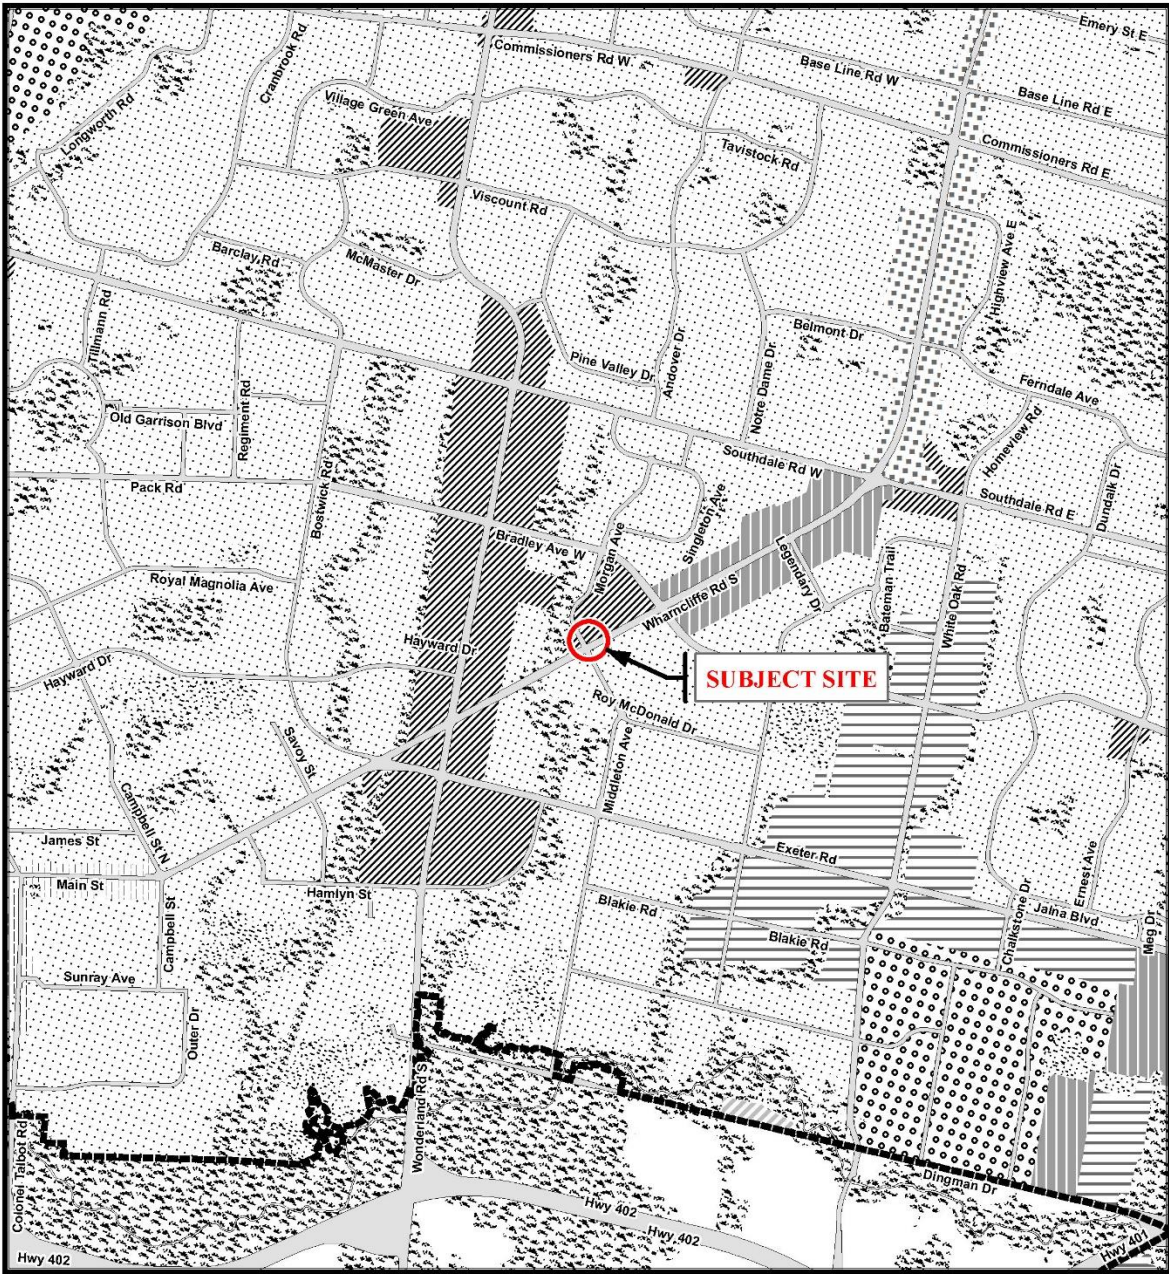 Emery St E
Commissioners Rd W
Base Line Rd W
Base Line Rd E
Cranbrook Rd
Longworth Rd
Village Green Ave
Tavistock Rd
Commissioners Rd E
Viscount Rd
Barclay Rd
McMaster Dr
Highview Ave E
Tillmann Rd
Belmont Dr
Pine Valley Dr
Andover Dr
Notre Dame Dr
Ferndale Ave
Old Garrison Blvd
Regiment Rd
Homeview Rd
Southdale Rd W
Pack Rd
Bostwick Rd
Southdale Rd E
Dundalk Dr
Bradley Ave W
Morgan Ave
Singleton Ave
Legendary Dr
Bateman Trail
White Oak Rd
Royal Magnolia Ave
Wharncliffe Rd S
Hayward Dr
Hayward Dr
SUBJECT SITE
Roy McDonald Dr
Savoy St
Middleton Ave
Campbell St N
James St
Exeter Rd
Main St
Hamlyn St
Ernest Ave
Chalkstone Dr
Jalna Blvd
Meg Dr
Campbell St
Blakie Rd
Blakie Rd
Sunray Ave
Outer Dr
Wonderland Rd S
Colonel Talbot Rd
Dingman Dr
Hwy 402
Hwy 402
Hwy 402
Hwy 401